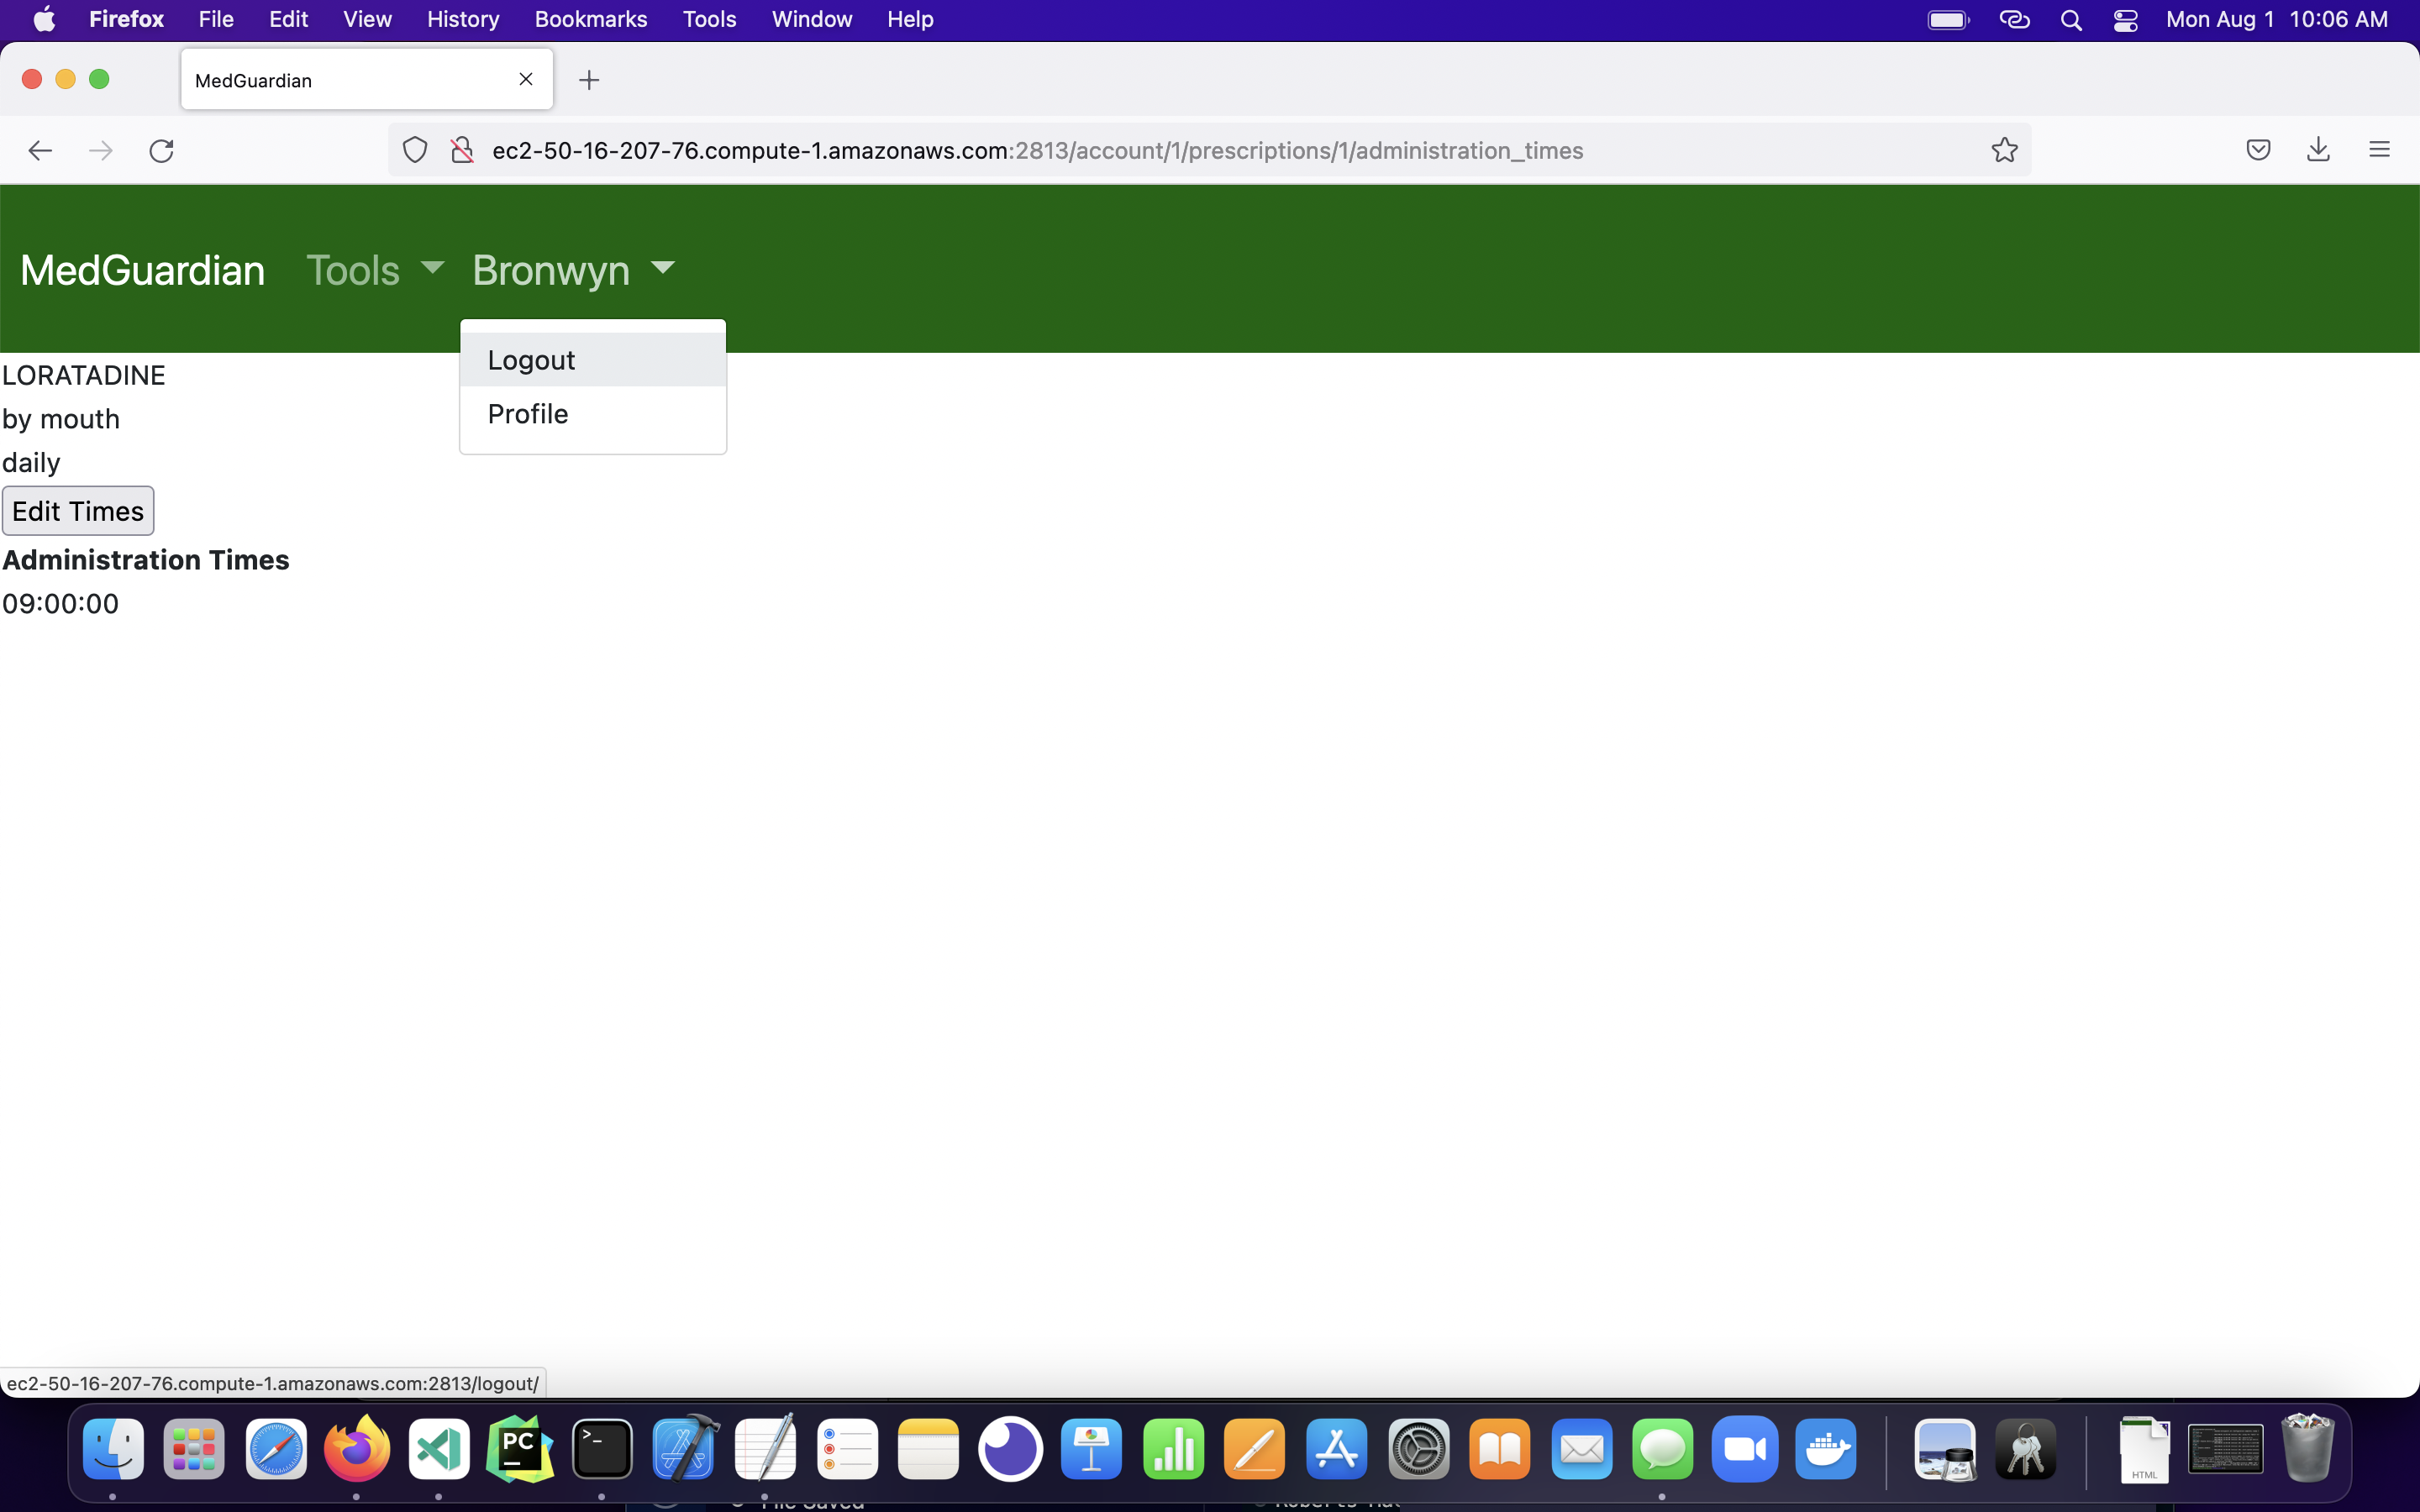 Firefox File Edit View History Bookmarks Tools Window Help Mon Aug 1 10:06 AM
MedGuardian
ec2-50-16-207-76.compute-1.amazonaws.com:2813/account/1/prescriptions/1/administration_times
MedGuardian Tools Bronwyn
Logout
Profile
LORATADINE
by mouth
daily
Edit Times
Administration Times
09:00:00
ec2-50-16-207-76.compute-1.amazonaws.com:2813/logout/
PC
>_
HTML
File Saved